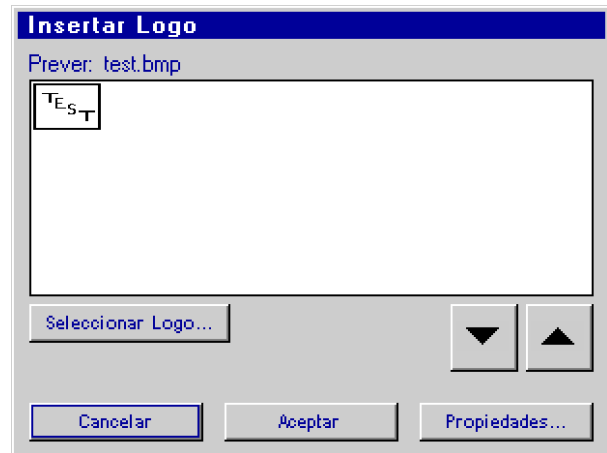 Insertar Logo
Prever: test.bmp
TEST
Seleccionar Logo...
Cancelar Aceptar Propiedades...